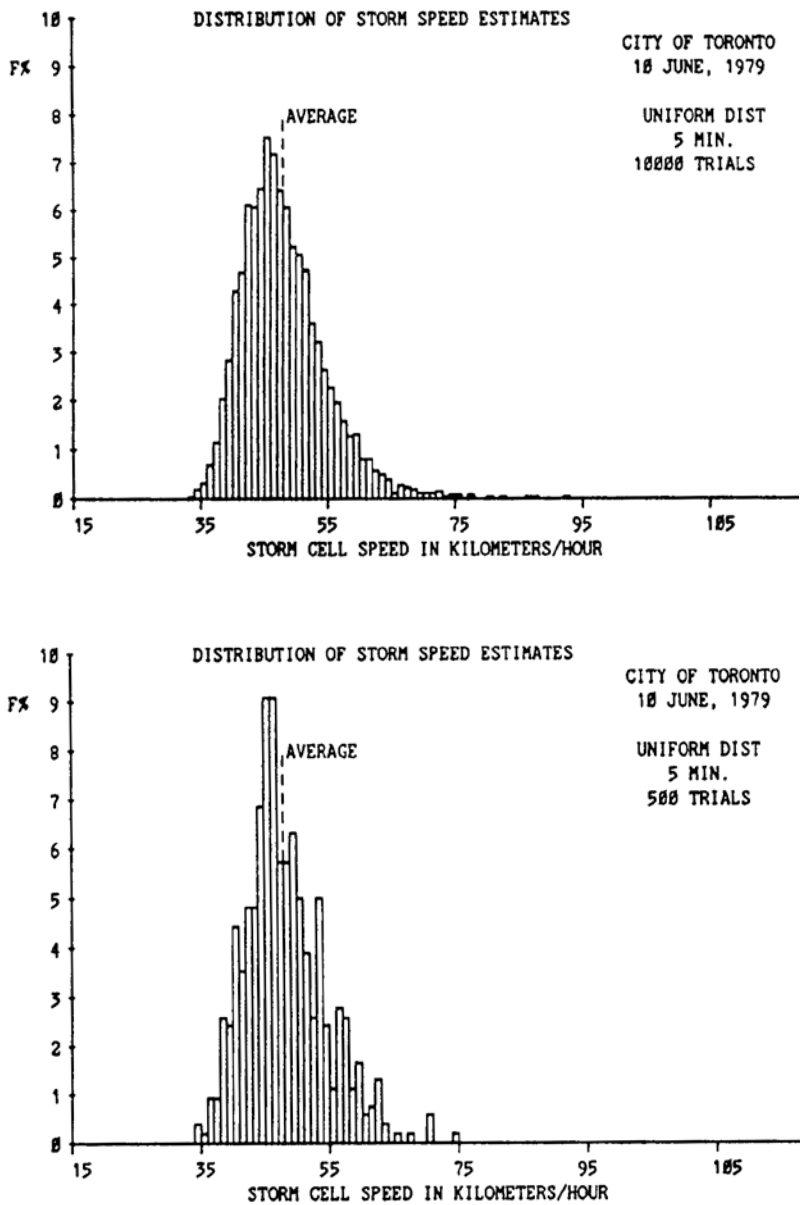 DISTRIBUTION OF STORM SPEED ESTIMATES
CITY OF TORONTO
10 JUNE, 1979
UNIFORM DIST
5 MIN.
10000 TRIALS
F%
AVERAGE
10
9
8
7
6
5
4
3
2
1
0
15 35 55 75 95 105
STORM CELL SPEED IN KILOMETERS/HOUR
DISTRIBUTION OF STORM SPEED ESTIMATES
CITY OF TORONTO
10 JUNE, 1979
UNIFORM DIST
5 MIN.
500 TRIALS
F%
AVERAGE
10
9
8
7
6
5
4
3
2
1
0
15 35 55 75 95 105
STORM CELL SPEED IN KILOMETERS/HOUR